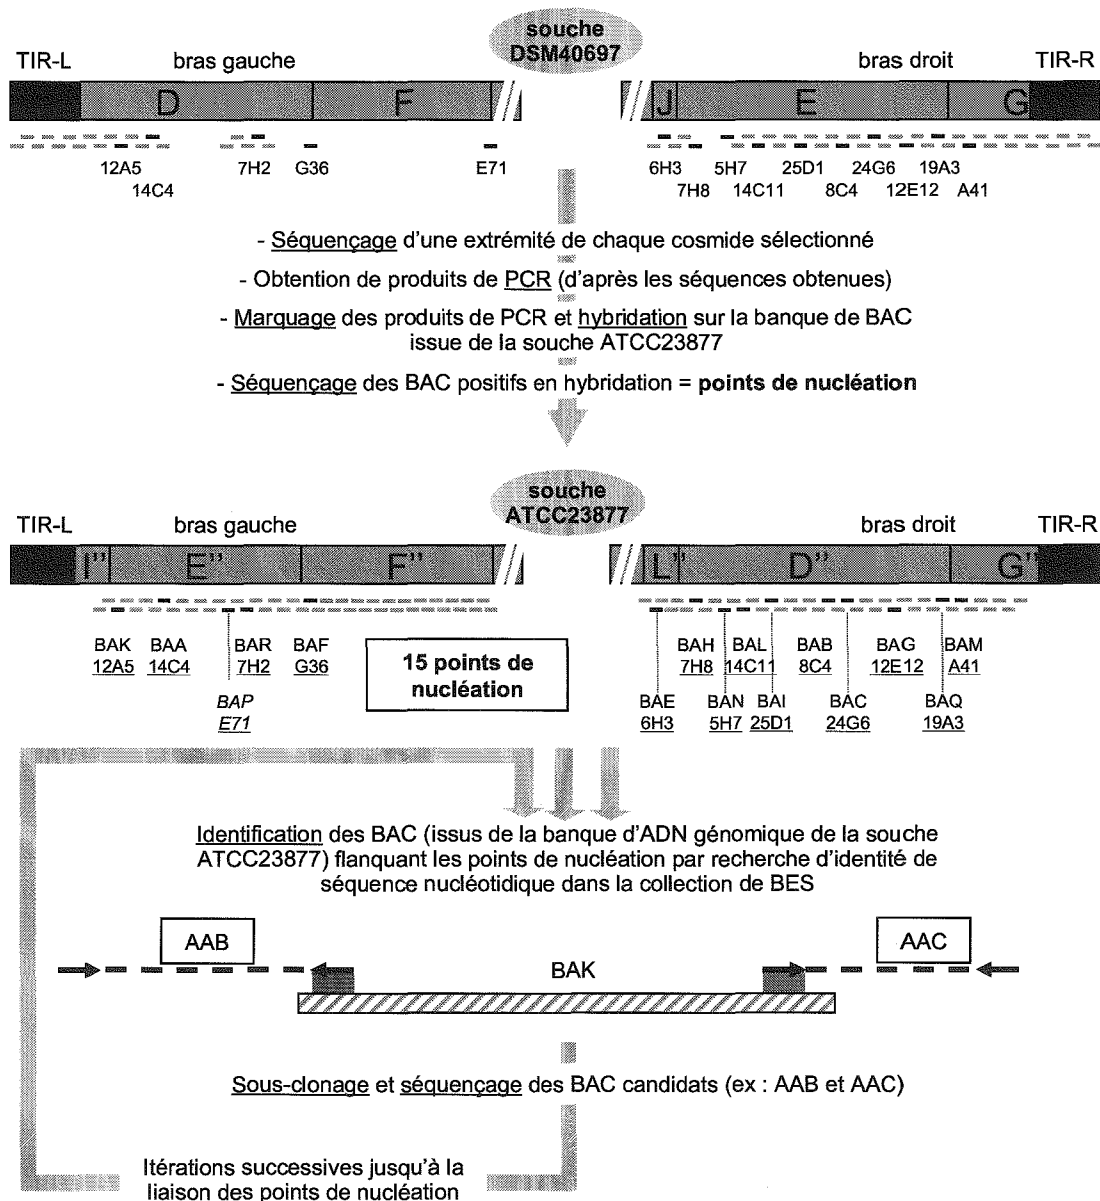 souche
DSM40697
TIR-L
bras gauche
bras droit
TIR-R
D
F
J
E
G
12A5
7H2
G36
E71
14C4
6H3
5H7
25D1
24G6
19A3
7H8
14C11
8C4
12E12
A41
- Séquençage d'une extrémité de chaque cosmide sélectionné
- Obtention de produits de PCR (d'après les séquences obtenues)
- Marquage des produits de PCR et hybridation sur la banque de BAC
issue de la souche ATCC23877
- Séquençage des BAC positifs en hybridation = points de nucléation
souche
ATCC23877
TIR-L
bras gauche
bras droit
TIR-R
I"
E"
F"
L"
D"
G"
BAK
BAA
BAR
BAF
12A5
14C4
7H2
G36
BAP
E71
15 points de
nucléation
BAH
BAL
BAB
BAG
BAM
7H8
14C11
8C4
12E12
A41
BAE
BAN
BAI
BAC
BAQ
6H3
5H7
25D1
24G6
19A3
Identification des BAC (issus de la banque d'ADN génomique de la souche
ATCC23877) flanquant les points de nucléation par recherche d'identité de
séquence nucléotidique dans la collection de BES
AAB
BAK
AAC
Sous-clonage et séquençage des BAC candidats (ex : AAB et AAC)
Itérations successives jusqu'à la
liaison des points de nucléation